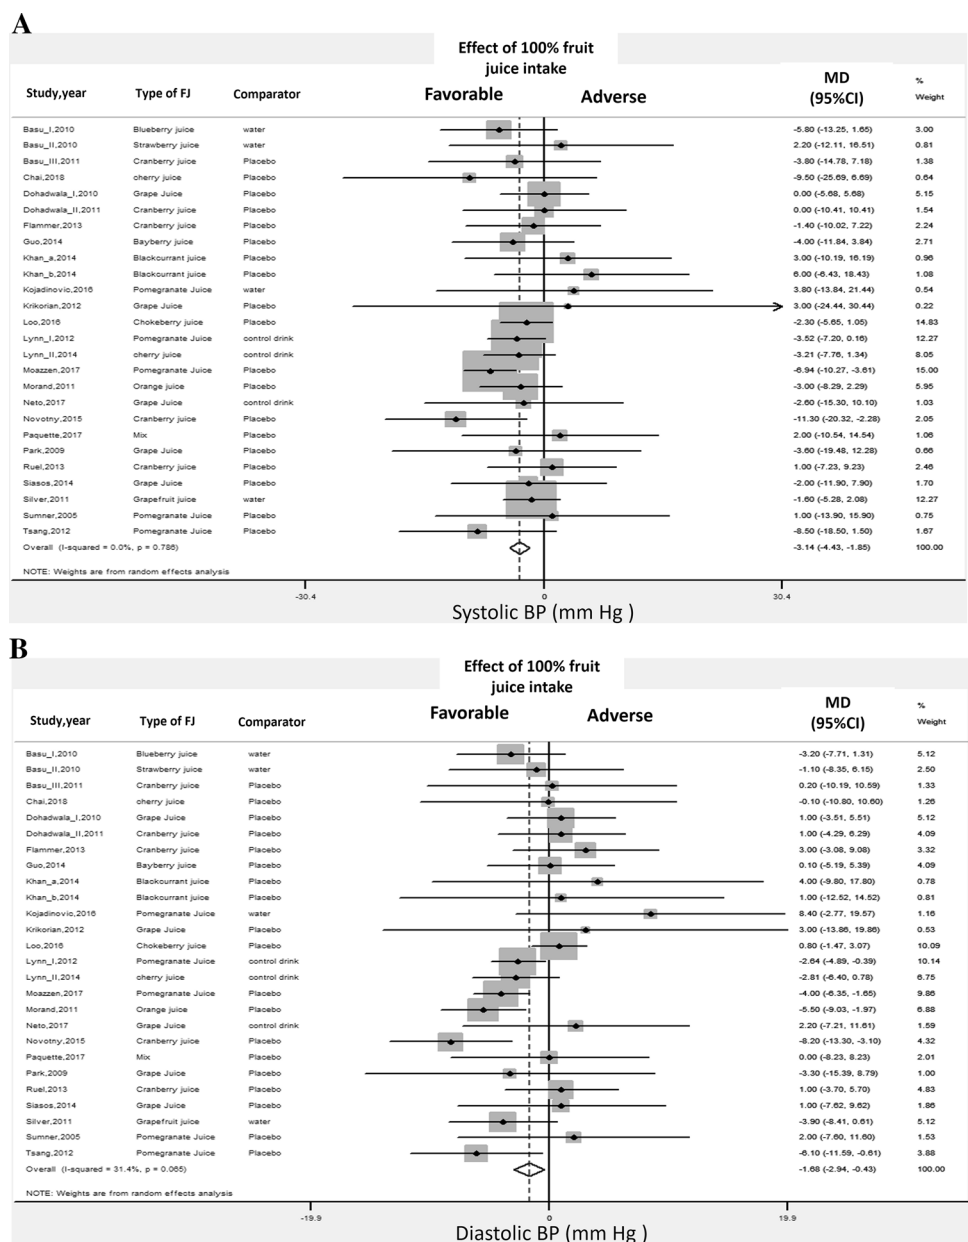 A
Effect of 100% fruit
juice intake
Study,year Type of FJ Comparator Favorable Adverse MD
(95%CI) %
Weight
Basu_I,2010 Blueberry juice water -5.80 (-13.25, 1.65) 3.00
Basu_II,2010 Strawberry juice water 2.20 (-12.11, 16.51) 0.81
Basu_III,2011 Cranberry juice Placebo -3.80 (-14.78, 7.18) 1.38
Chai,2018 cherry juice Placebo -9.50 (-25.69, 6.69) 0.64
Dohadwala_I,2010 Grape Juice Placebo 0.00 (-5.68, 5.68) 5.15
Dohadwala_II,2011 Cranberry juice Placebo 0.00 (-10.41, 10.41) 1.54
Flammer,2013 Cranberry juice Placebo -1.40 (-10.02, 7.22) 2.24
Guo,2014 Bayberry juice Placebo -4.00 (-11.84, 3.84) 2.71
Khan_a,2014 Blackcurrant juice Placebo 3.00 (-10.19, 16.19) 0.96
Khan_b,2014 Blackcurrant juice Placebo 6.00 (-6.43, 18.43) 1.08
Kojadinovic,2016 Pomegranate Juice water 3.80 (-13.84, 21.44) 0.54
Krikorian,2012 Grape Juice Placebo 3.00 (-24.44, 30.44) 0.22
Loo,2016 Chokeberry juice Placebo -2.30 (-5.65, 1.05) 14.83
Lynn_I,2012 Pomegranate Juice control drink -3.52 (-7.20, 0.16) 12.27
Lynn_II,2014 cherry juice control drink -3.21 (-7.76, 1.34) 8.05
Moazzen,2017 Pomegranate Juice Placebo -6.94 (-10.27, -3.61) 15.00
Morand,2011 Orange juice Placebo -3.00 (-8.29, 2.29) 5.95
Neto,2017 Grape Juice control drink -2.60 (-15.30, 10.10) 1.03
Novotny,2015 Cranberry juice Placebo -11.30 (-20.32, -2.28) 2.05
Paquette,2017 Mix Placebo 2.00 (-10.54, 14.54) 1.06
Park,2009 Grape Juice Placebo -3.60 (-19.48, 12.28) 0.66
Ruel,2013 Cranberry juice Placebo 1.00 (-7.23, 9.23) 2.46
Siasos,2014 Grape Juice Placebo -2.00 (-11.90, 7.90) 1.70
Silver,2011 Grapefruit juice water -1.60 (-5.28, 2.08) 12.27
Sumner,2005 Pomegranate Juice Placebo 1.00 (-13.90, 15.90) 0.75
Tsang,2012 Pomegranate Juice Placebo -8.50 (-18.50, 1.50) 1.67
Overall (I-squared = 0.0%, p = 0.786) -3.14 (-4.43, -1.85) 100.00
NOTE: Weights are from random effects analysis
-30.4 0 30.4
Systolic BP (mm Hg )
B
Effect of 100% fruit
juice intake
Study,year Type of FJ Comparator Favorable Adverse MD
(95%CI) %
Weight
Basu_I,2010 Blueberry juice water -3.20 (-7.71, 1.31) 5.12
Basu_II,2010 Strawberry juice water -1.10 (-8.35, 6.15) 2.50
Basu_III,2011 Cranberry juice Placebo 0.20 (-10.19, 10.59) 1.33
Chai,2018 cherry juice Placebo -0.10 (-10.80, 10.60) 1.26
Dohadwala_I,2010 Grape Juice Placebo 1.00 (-3.51, 5.51) 5.12
Dohadwala_II,2011 Cranberry juice Placebo 1.00 (-4.29, 6.29) 4.09
Flammer,2013 Cranberry juice Placebo 3.00 (-3.08, 9.08) 3.32
Guo,2014 Bayberry juice Placebo 0.10 (-5.19, 5.39) 4.09
Khan_a,2014 Blackcurrant juice Placebo 4.00 (-9.80, 17.80) 0.78
Khan_b,2014 Blackcurrant juice Placebo 1.00 (-12.52, 14.52) 0.81
Kojadinovic,2016 Pomegranate Juice water 8.40 (-2.77, 19.57) 1.16
Krikorian,2012 Grape Juice Placebo 3.00 (-13.86, 19.86) 0.53
Loo,2016 Chokeberry juice Placebo 0.80 (-1.47, 3.07) 10.09
Lynn_I,2012 Pomegranate Juice control drink -2.64 (-4.89, -0.39) 10.14
Lynn_II,2014 cherry juice control drink -2.81 (-6.40, 0.78) 6.75
Moazzen,2017 Pomegranate Juice Placebo -4.00 (-6.35, -1.65) 9.86
Morand,2011 Orange juice Placebo -5.50 (-9.03, -1.97) 6.88
Neto,2017 Grape Juice control drink 2.20 (-7.21, 11.61) 1.59
Novotny,2015 Cranberry juice Placebo -8.20 (-13.30, -3.10) 4.32
Paquette,2017 Mix Placebo 0.00 (-8.23, 8.23) 2.01
Park,2009 Grape Juice Placebo -3.30 (-15.39, 8.79) 1.00
Ruel,2013 Cranberry juice Placebo 1.00 (-3.70, 5.70) 4.83
Siasos,2014 Grape Juice Placebo 1.00 (-7.62, 9.62) 1.86
Silver,2011 Grapefruit juice water -3.90 (-8.41, 0.61) 5.12
Sumner,2005 Pomegranate Juice Placebo 2.00 (-7.60, 11.60) 1.53
Tsang,2012 Pomegranate Juice Placebo -6.10 (-11.59, -0.61) 3.88
Overall (I-squared = 31.4%, p = 0.065) -1.68 (-2.94, -0.43) 100.00
NOTE: Weights are from random effects analysis
-19.9 0 19.9
Diastolic BP (mm Hg )